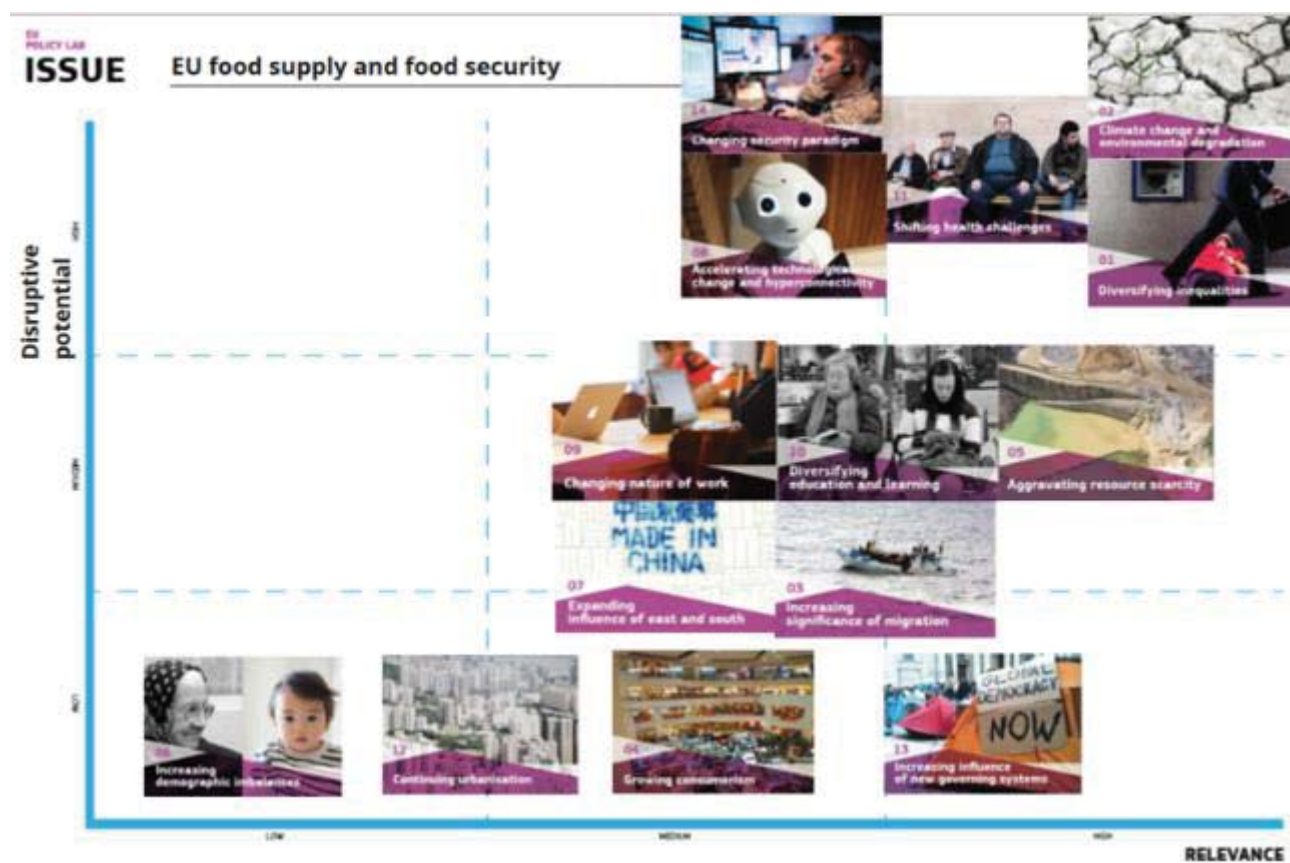 EU
POLICY LAB
ISSUE
EU food supply and food security
14
Changing security paradigm
02
Climate change and
environmental degradation
11
Shifting health challenges
08
Accelerating technological
change and hyperconnectivity
01
Diversifying inequalities
HIGH
Disruptive
potential
09
Changing nature of work
10
Diversifying
education and learning
05
Aggravating resource scarcity
MEDIUM
MADE IN
CHINA
07
Expanding
influence of east and south
03
Increasing
significance of migration
LOW
06
Increasing
demographic imbalances
12
Continuing urbanisation
04
Growing consumerism
GLOBAL
DEMOCRACY
NOW
13
Increasing influence
of new governing systems
LOW
MEDIUM
HIGH
RELEVANCE